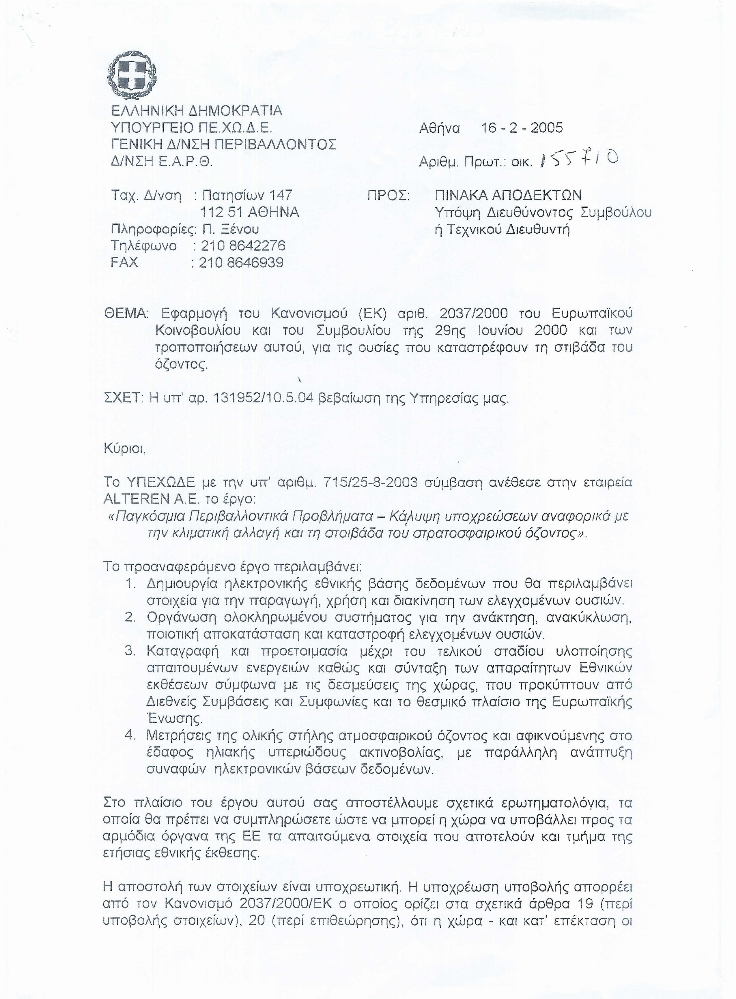 ΕΛΛΗΝΙΚΗ ΔΗΜΟΚΡΑΤΙΑ
ΥΠΟΥΡΓΕΙΟ ΠΕ.ΧΩ.Δ.Ε.
ΓΕΝΙΚΗ Δ/ΝΣΗ ΠΕΡΙΒΑΛΛΟΝΤΟΣ
Δ/ΝΣΗ Ε.Α.Ρ.Θ.
Αθήνα 16 - 2 - 2005
Αριθμ. Πρωτ.: οικ. 155710
Ταχ. Δ/νση : Πατησίων 147
112 51 ΑΘΗΝΑ
Πληροφορίες: Π. Ξένου
Τηλέφωνο : 210 8642276
FAX : 210 8646939
ΠΡΟΣ: ΠΙΝΑΚΑ ΑΠΟΔΕΚΤΩΝ
Υπόψη Διευθύνοντος Συμβούλου
ή Τεχνικού Διευθυντή
ΘΕΜΑ: Εφαρμογή του Κανονισμού (ΕΚ) αριθ. 2037/2000 του Ευρωπαϊκού
Κοινοβουλίου και του Συμβουλίου της 29ης Ιουνίου 2000 και των
τροποποιήσεων αυτού, για τις ουσίες που καταστρέφουν τη στιβάδα του
όζοντος.
ΣΧΕΤ: Η υπ' αρ. 131952/10.5.04 βεβαίωση της Υπηρεσίας μας.
Κύριοι,
Το ΥΠΕΧΩΔΕ με την υπ' αριθμ. 715/25-8-2003 σύμβαση ανέθεσε στην εταιρεία
ALTEREN A.E. το έργο:
«Παγκόσμια Περιβαλλοντικά Προβλήματα – Κάλυψη υποχρεώσεων αναφορικά με
την κλιματική αλλαγή και τη στοιβάδα του στρατοσφαιρικού όζοντος».
Το προαναφερόμενο έργο περιλαμβάνει:
1. Δημιουργία ηλεκτρονικής εθνικής βάσης δεδομένων που θα περιλαμβάνει
στοιχεία για την παραγωγή, χρήση και διακίνηση των ελεγχομένων ουσιών.
2. Οργάνωση ολοκληρωμένου συστήματος για την ανάκτηση, ανακύκλωση,
ποιοτική αποκατάσταση και καταστροφή ελεγχομένων ουσιών.
3. Καταγραφή και προετοιμασία μέχρι του τελικού σταδίου υλοποίησης
απαιτουμένων ενεργειών καθώς και σύνταξη των απαραίτητων Εθνικών
εκθέσεων σύμφωνα με τις δεσμεύσεις της χώρας, που προκύπτουν από
Διεθνείς Συμβάσεις και Συμφωνίες και το θεσμικό πλαίσιο της Ευρωπαϊκής
Ένωσης.
4. Μετρήσεις της ολικής στήλης ατμοσφαιρικού όζοντος και αφικνούμενης στο
έδαφος ηλιακής υπεριώδους ακτινοβολίας, με παράλληλη ανάπτυξη
συναφών ηλεκτρονικών βάσεων δεδομένων.
Στο πλαίσιο του έργου αυτού σας αποστέλλουμε σχετικά ερωτηματολόγια, τα
οποία θα πρέπει να συμπληρώσετε ώστε να μπορεί η χώρα να υποβάλλει προς τα
αρμόδια όργανα της ΕΕ τα απαιτούμενα στοιχεία που αποτελούν και τμήμα της
ετήσιας εθνικής έκθεσης.
Η αποστολή των στοιχείων είναι υποχρεωτική. Η υποχρέωση υποβολής απορρέει
από τον Κανονισμό 2037/2000/ΕΚ ο οποίος ορίζει στα σχετικά άρθρα 19 (περί
υποβολής στοιχείων), 20 (περί επιθεώρησης), ότι η χώρα - και κατ' επέκταση οι